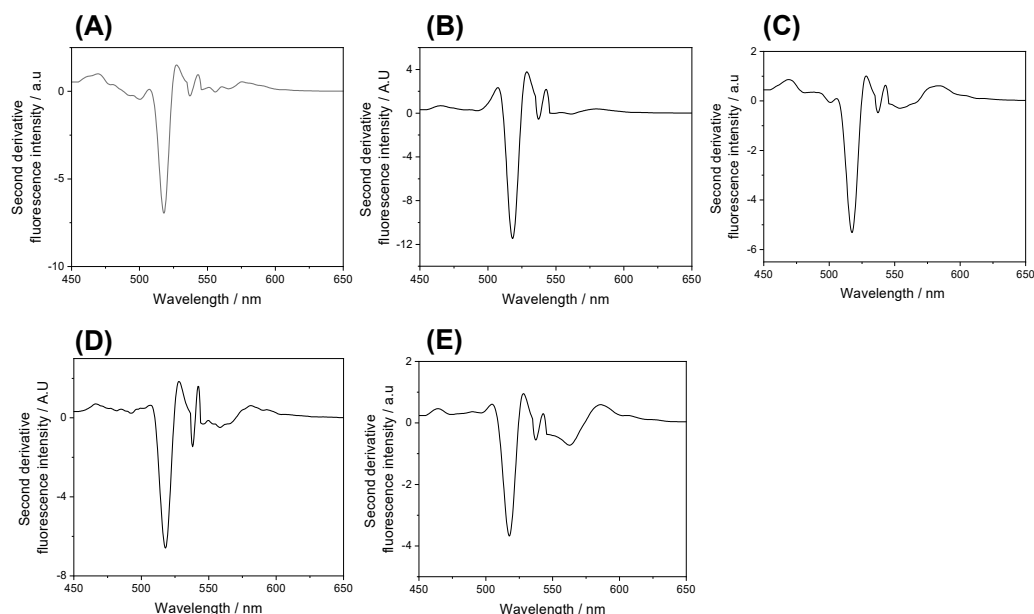 (A)
Second derivative
fluorescence intensity / a.u
0
-5
-10
450 500 550 600 650
Wavelength / nm
(B)
Second derivative
fluorescence intensity / A.U
4
0
-4
-8
-12
450 500 550 600 650
Wavelength / nm
(C)
Second derivative
fluorescence intensity / a.u
2
0
-2
-4
-6
450 500 550 600 650
Wavelength / nm
(D)
Second derivative
fluorescence intensity / A.U
0
-4
-8
450 500 550 600 650
Wavelength / nm
(E)
Second derivative
fluorescence intensity / a.u
2
0
-2
-4
450 500 550 600 650
Wavelength / nm